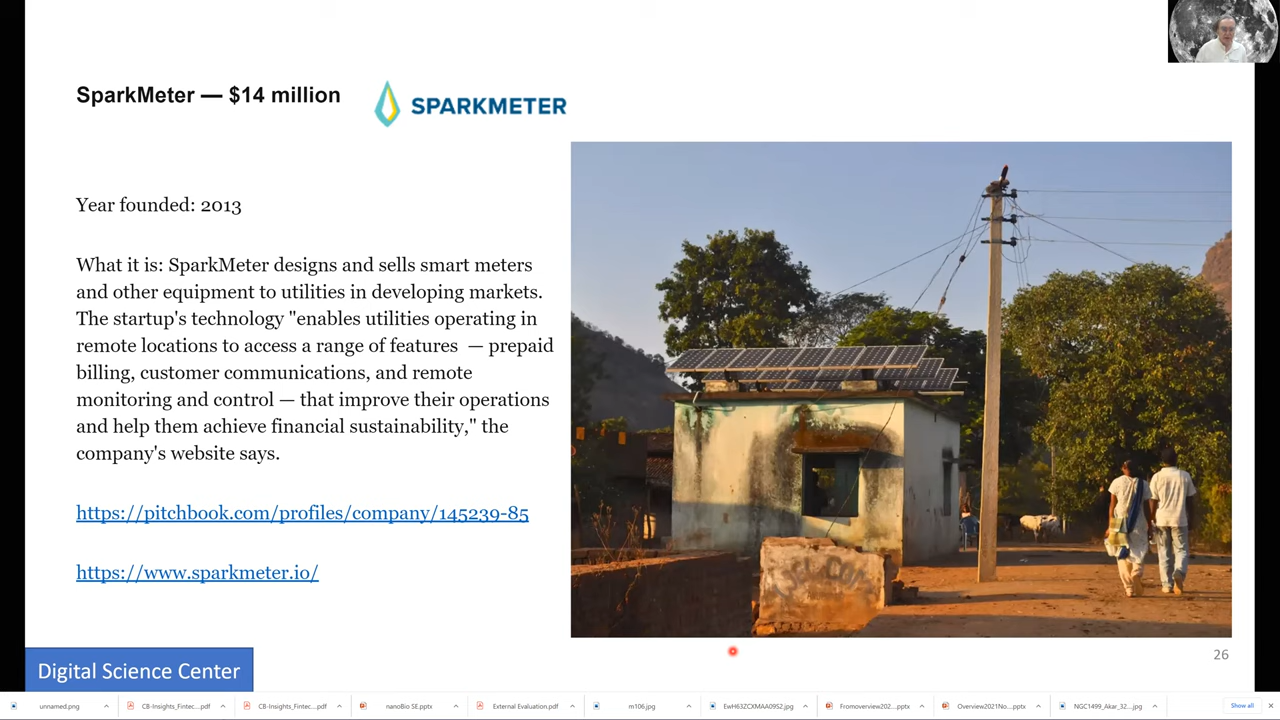 SparkMeter — $14 million
SPARKMETER
Year founded: 2013
What it is: SparkMeter designs and sells smart meters
and other equipment to utilities in developing markets.
The startup's technology "enables utilities operating in
remote locations to access a range of features — prepaid
billing, customer communications, and remote
monitoring and control — that improve their operations
and help them achieve financial sustainability," the
company's website says.
https://pitchbook.com/profiles/company/145239-85
https://www.sparkmeter.io/
Digital Science Center
26
unnamed.png
CB-Insights_Fintec....pdf
CB-Insights_Fintec....pdf
nanoBio SE.pptx
External Evaluation.pdf
m106.jpg
EwH63ZCXMAA09S2.jpg
Fromoverview202....pptx
Overview2021No....pptx
NGC1499_Akar_32....jpg
Show all